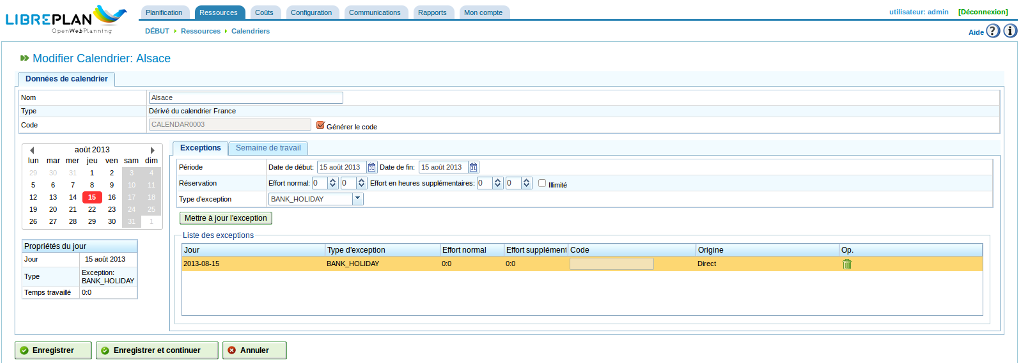 LIBREPLAN
OpenWebPlanning
Planification Ressources Coûts Configuration Communications Rapports Mon compte
utilisateur: admin [Déconnexion]
DÉBUT Ressources Calendriers
Aide ? i
Modifier Calendrier: Alsace
Données de calendrier
Nom Alsace
Type Dérivé du calendrier France
Code CALENDAR0003 Générer le code
août 2013
lun mar mer jeu ven sam dim
29 30 31 1 2 3 4
5 6 7 8 9 10 11
12 13 14 15 16 17 18
19 20 21 22 23 24 25
26 27 28 29 30 31 1
Propriétés du jour
Jour 15 août 2013
Type Exception: BANK_HOLIDAY
Temps travaillé 0:0
Exceptions Semaine de travail
Période Date de début: 15 août 2013 Date de fin: 15 août 2013
Réservation Effort normal: 0 0 Effort en heures supplémentaires: 0 0 Illimité
Type d'exception BANK_HOLIDAY
Mettre à jour l'exception
Liste des exceptions
Jour Type d'exception Effort normal Effort supplément Code Origine Op.
2013-08-15 BANK_HOLIDAY 0:0 0:0 Direct
Enregistrer Enregistrer et continuer Annuler